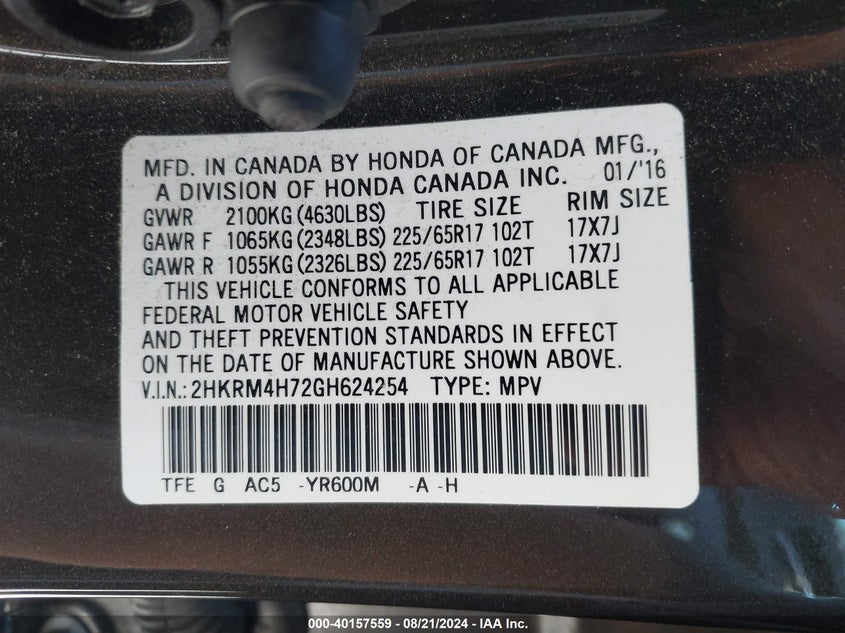 MFD. IN CANADA BY HONDA OF CANADA MFG.,
A DIVISION OF HONDA CANADA INC. 01/'16
GVWR 2100KG (4630LBS) TIRE SIZE RIM SIZE
GAWR F 1065KG (2348LBS) 225/65R17 102T 17X7J
GAWR R 1055KG (2326LBS) 225/65R17 102T 17X7J
THIS VEHICLE CONFORMS TO ALL APPLICABLE
FEDERAL MOTOR VEHICLE SAFETY
AND THEFT PREVENTION STANDARDS IN EFFECT
ON THE DATE OF MANUFACTURE SHOWN ABOVE.
V.I.N.: 2HKRM4H72GH624254 TYPE: MPV
TFE G AC5 -YR600M -A -H
000-40157559 - 08/21/2024 - IAA Inc.